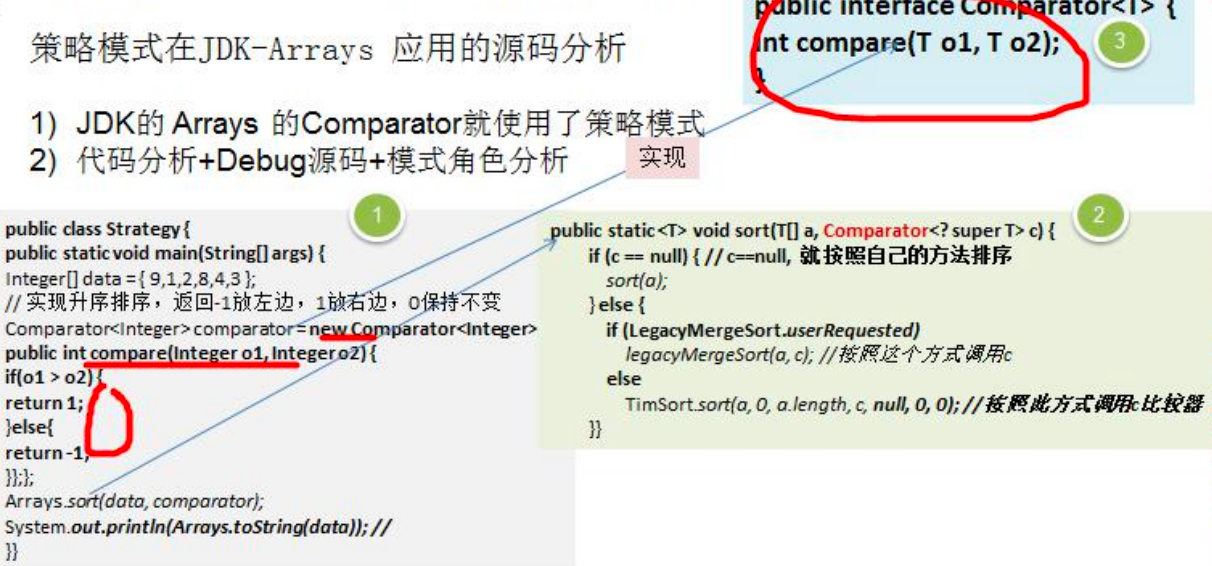 策略模式在JDK-Arrays 应用的源码分析
1) JDK的 Arrays 的Comparator就使用了策略模式
2) 代码分析+Debug源码+模式角色分析
实现
public interface Comparator<T> {
int compare(T o1, T o2);
}
3
1
public class Strategy {
public static void main(String[] args) {
Integer[] data = { 9,1,2,8,4,3 };
// 实现升序排序，返回-1放左边，1放右边，0保持不变
Comparator<Integer> comparator = new Comparator<Integer>
public int compare(Integer o1, Integer o2) {
if(o1 > o2) {
return 1;
}else{
return -1;
}};};
Arrays.sort(data, comparator);
System.out.println(Arrays.toString(data)); //
}}
2
public static <T> void sort(T[] a, Comparator<? super T> c) {
if (c == null) { // c==null, 就按照自己的方法排序
sort(a);
} else {
if (LegacyMergeSort.userRequested)
legacyMergeSort(a, c); //按照这个方式调用c
else
TimSort.sort(a, 0, a.length, c, null, 0, 0); // 按照此方式调用c比较器
}}